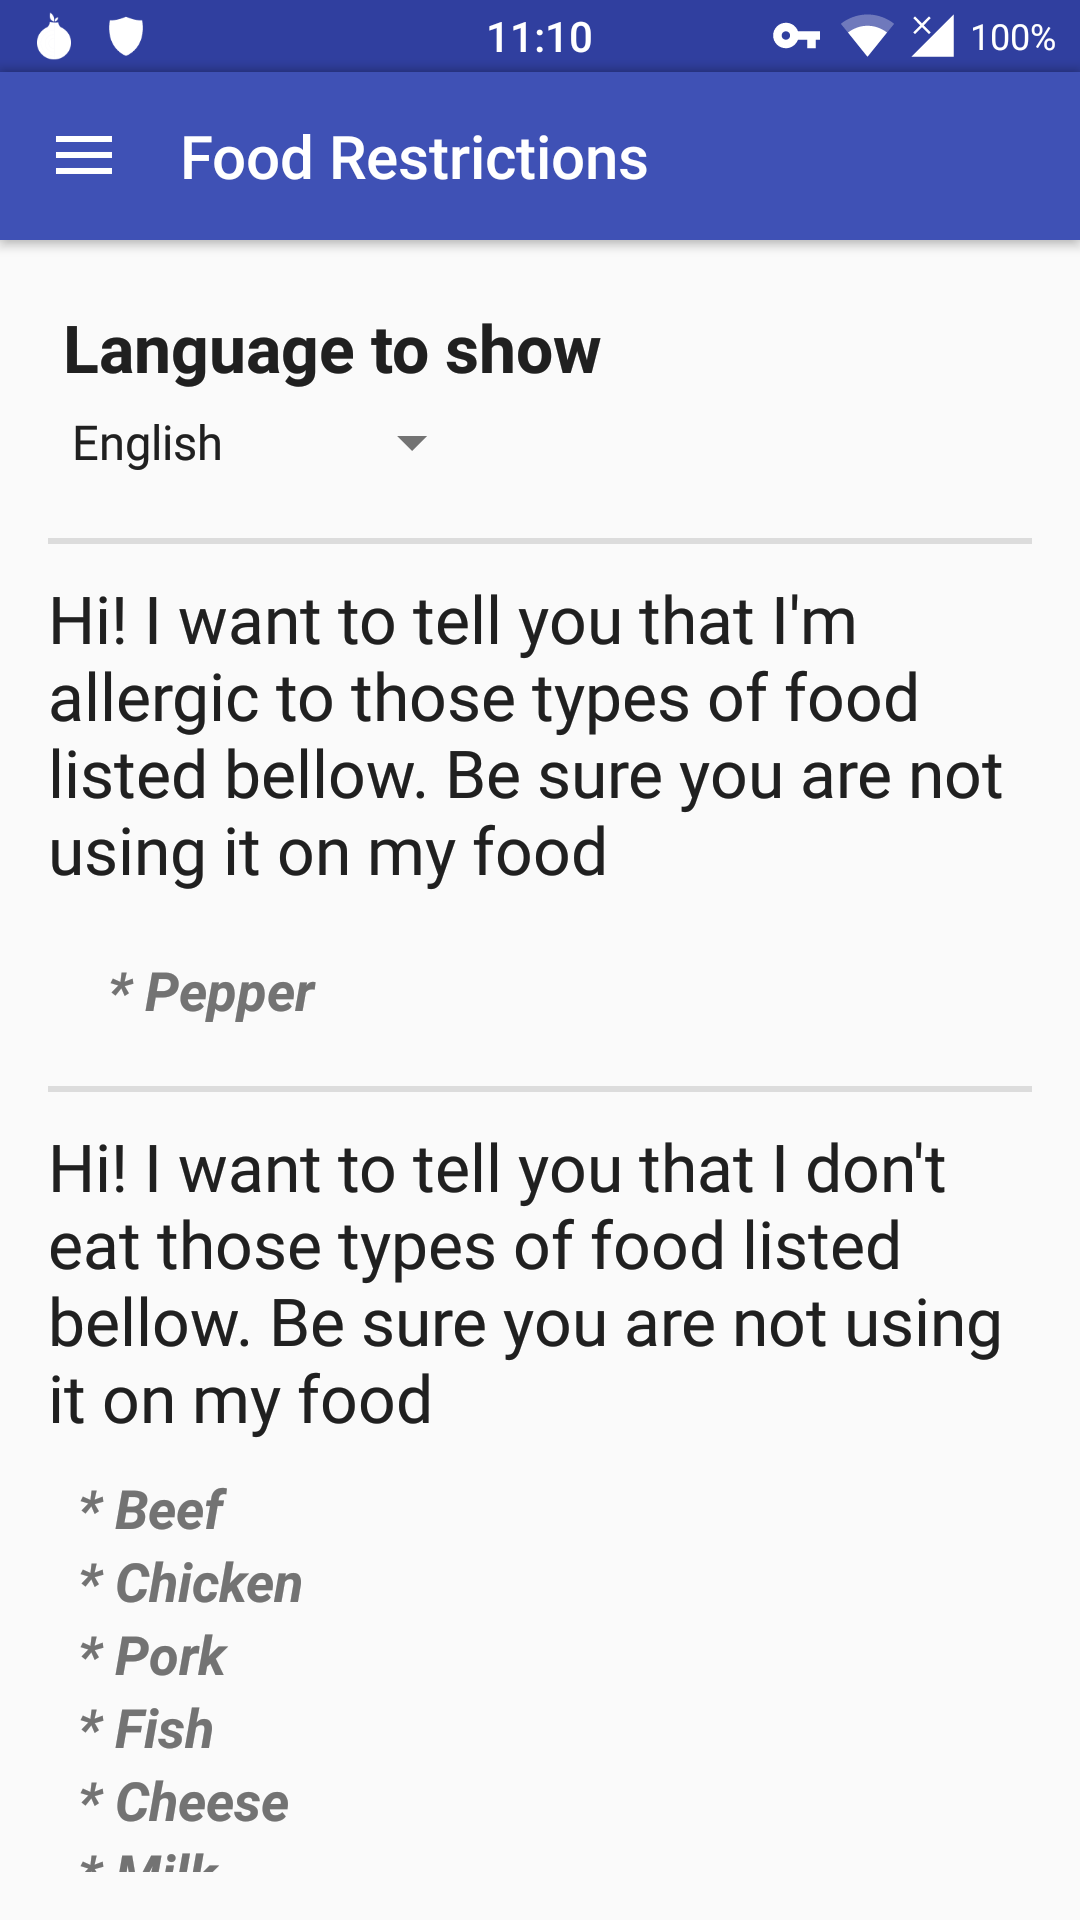 11:10
100%
Food Restrictions
Language to show
English
Hi! I want to tell you that I'm
allergic to those types of food
listed bellow. Be sure you are not
using it on my food
* Pepper
Hi! I want to tell you that I don't
eat those types of food listed
bellow. Be sure you are not using
it on my food
* Beef
* Chicken
* Pork
* Fish
* Cheese
* Milk